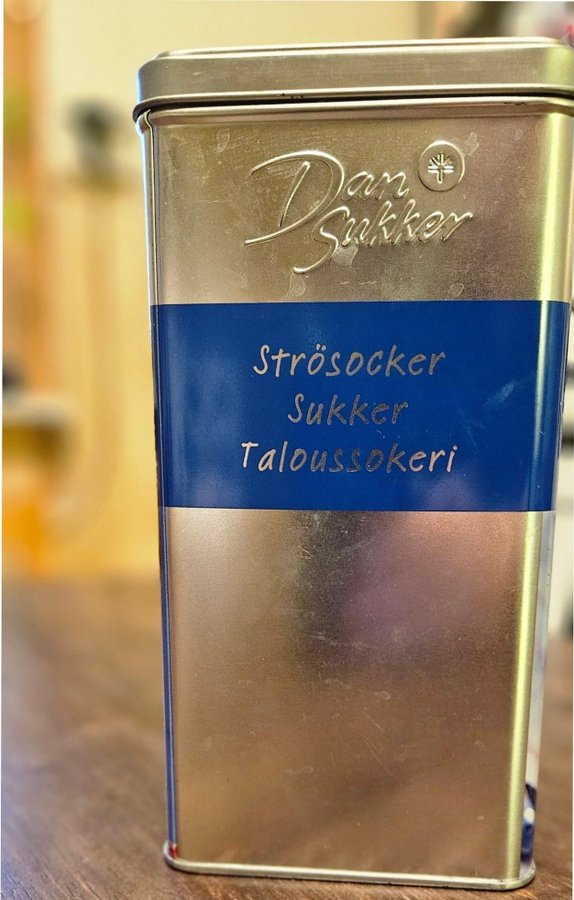 Dan
Sukker
Strösocker
Sukker
Taloussokeri